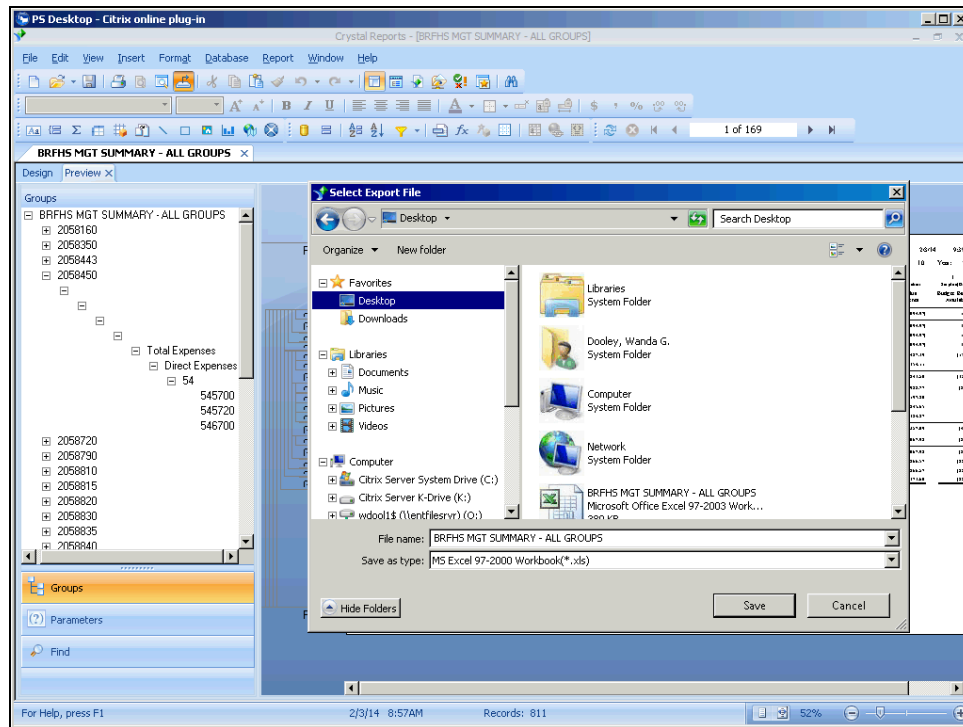 PS Desktop - Citrix online plug-in
Crystal Reports - [BRFHS MGT SUMMARY - ALL GROUPS]
File Edit View Insert Format Database Report Window Help
B I U A $ , %
Aa Σ fx 1 of 169
BRFHS MGT SUMMARY - ALL GROUPS ×
Design Preview ×
Groups
BRFHS MGT SUMMARY - ALL GROUPS
2058160
2058350
2058443
2058450
Total Expenses
Direct Expenses
54
545700
545720
546700
2058720
2058790
2058810
2058815
2058820
2058830
2058835
2058840
Groups
Parameters
Find
Select Export File
Desktop
Search Desktop
Organize New folder
Favorites
Desktop
Downloads
Libraries
Documents
Music
Pictures
Videos
Computer
Citrix Server System Drive (C:)
Citrix Server K-Drive (K:)
wdool1$ (\\entfilesrvr) (O:)
Libraries
System Folder
Dooley, Wanda G.
System Folder
Computer
System Folder
Network
System Folder
BRFHS MGT SUMMARY - ALL GROUPS
Microsoft Office Excel 97-2003 Work...
380 KB
File name: BRFHS MGT SUMMARY - ALL GROUPS
Save as type: MS Excel 97-2000 Workbook(*.xls)
Hide Folders Save Cancel
For Help, press F1 2/3/14 8:57AM Records: 811 52%